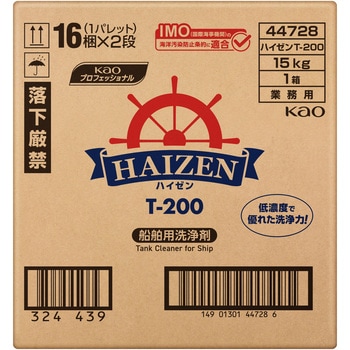 (1パレット)
16梱×2段
Kao
プロフェッショナル
IMO(国際海事機関)の
海洋汚染防止条約に適合
44728
ハイゼンT-200
15kg
1箱
業務用
Kao
落下厳禁
HAIZEN
ハイゼン
T-200
低濃度で
優れた洗浄力!
船舶用洗浄剤
Tank Cleaner for Ship
324 439
149 01301 44728 6